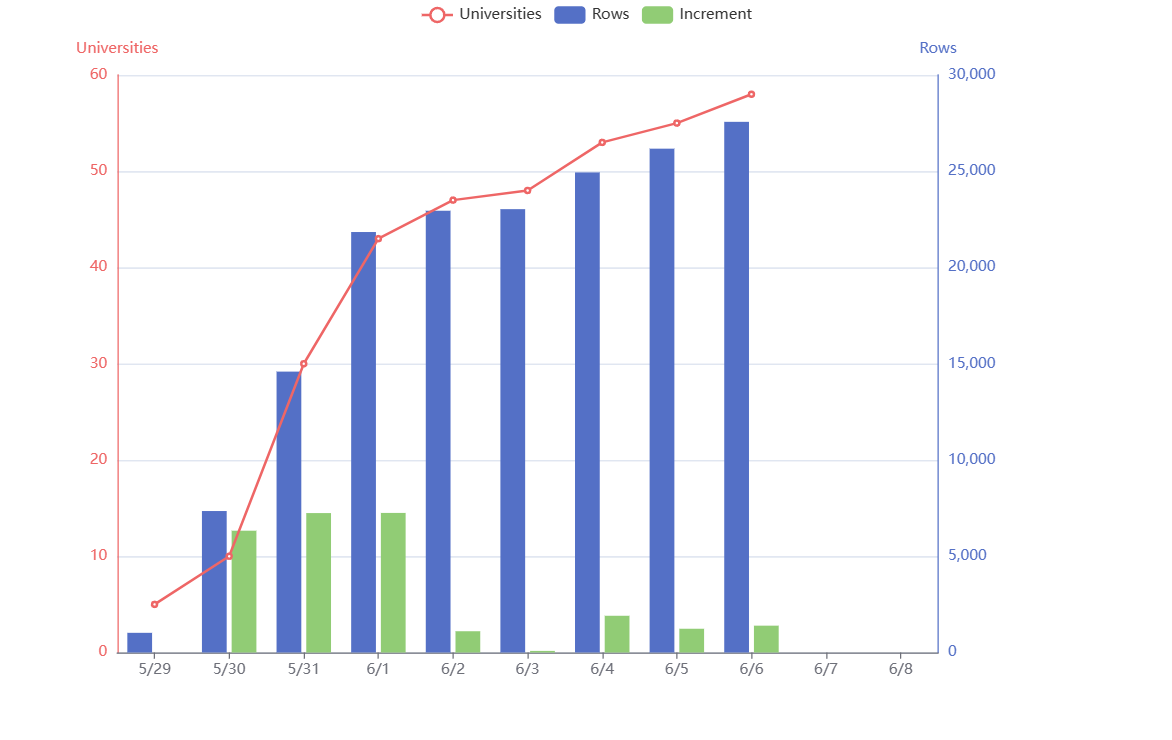 Universities Rows Increment
Universities Rows
60 30,000
50 25,000
40 20,000
30 15,000
20 10,000
10 5,000
0 0
5/29 5/30 5/31 6/1 6/2 6/3 6/4 6/5 6/6 6/7 6/8